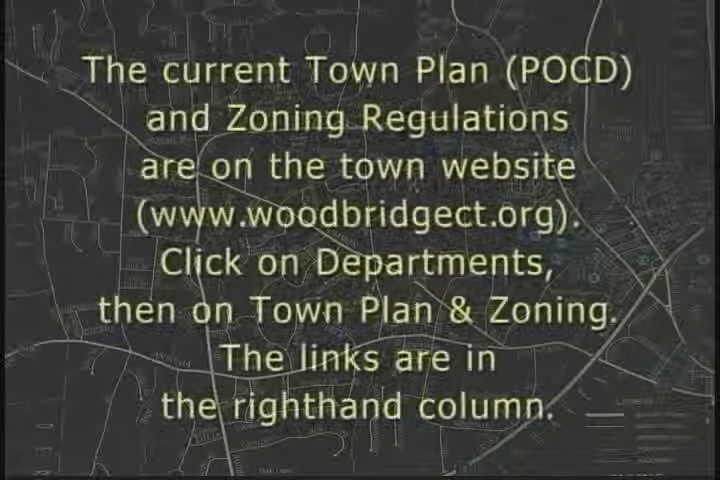 The current Town Plan (POCD)
and Zoning Regulations
are on the town website
(www.woodbridgect.org).
Click on Departments,
then on Town Plan & Zoning.
The links are in
the righthand column.